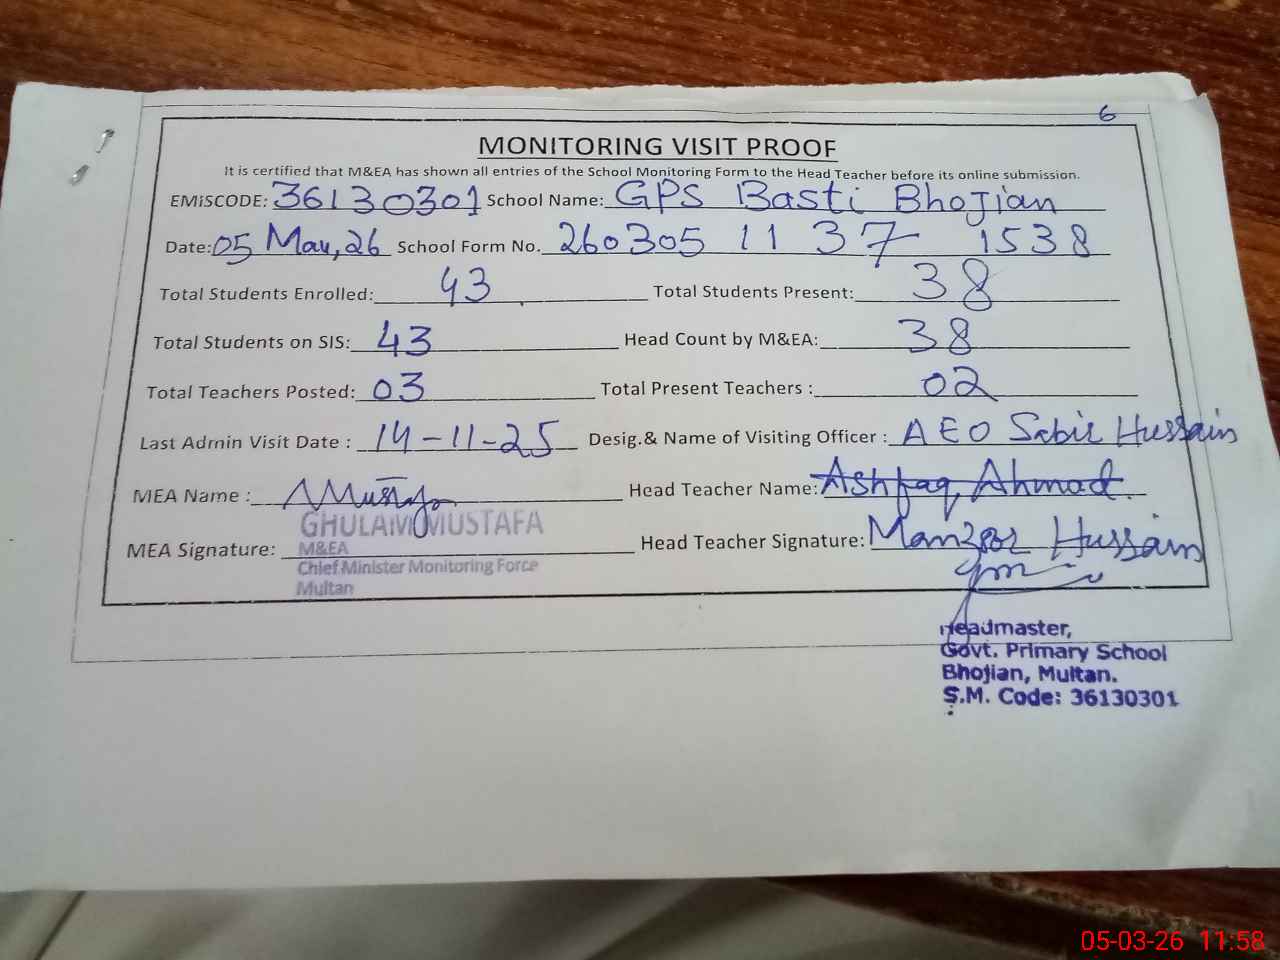 6
MONITORING VISIT PROOF
It is certified that M&EA has shown all entries of the School Monitoring Form to the Head Teacher before its online submission.
EMiSCODE: 36130301 School Name: GPS Basti Bhojian
Date: 05 Mar, 26 School Form No. 260305 11 37 1538
Total Students Enrolled: 43 Total Students Present: 38
Total Students on SIS: 43 Head Count by M&EA: 38
Total Teachers Posted: 03 Total Present Teachers : 02
Last Admin Visit Date : 14-11-25 Desig.& Name of Visiting Officer : AEO Sabir Hussain
MEA Name : Head Teacher Name: Ashfaq Ahmad
GHULAM MUSTAFA
MEA Signature: Head Teacher Signature: Manzoor Hussain
M&EA
Chief Minister Monitoring Force
Multan
Headmaster,
Govt. Primary School
Bhojian, Multan.
S.M. Code: 36130301
05-03-26 11:58